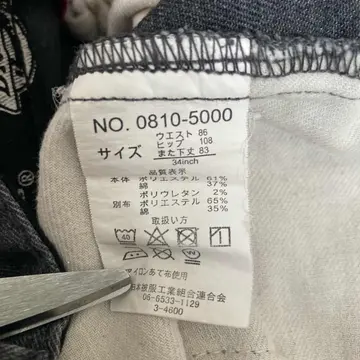 NO. 0810-5000
サイズ
ウエスト 86
ヒップ 108
また下丈 83
34inch
品質表示
本体 ポリエステル 61%
綿 37%
ポリウレタン 2%
別布 ポリエステル 65%
綿 35%
取扱い方
40
アイロンあて布使用
日本被服工業組合連合会
06-6533-1129
3-4600
®